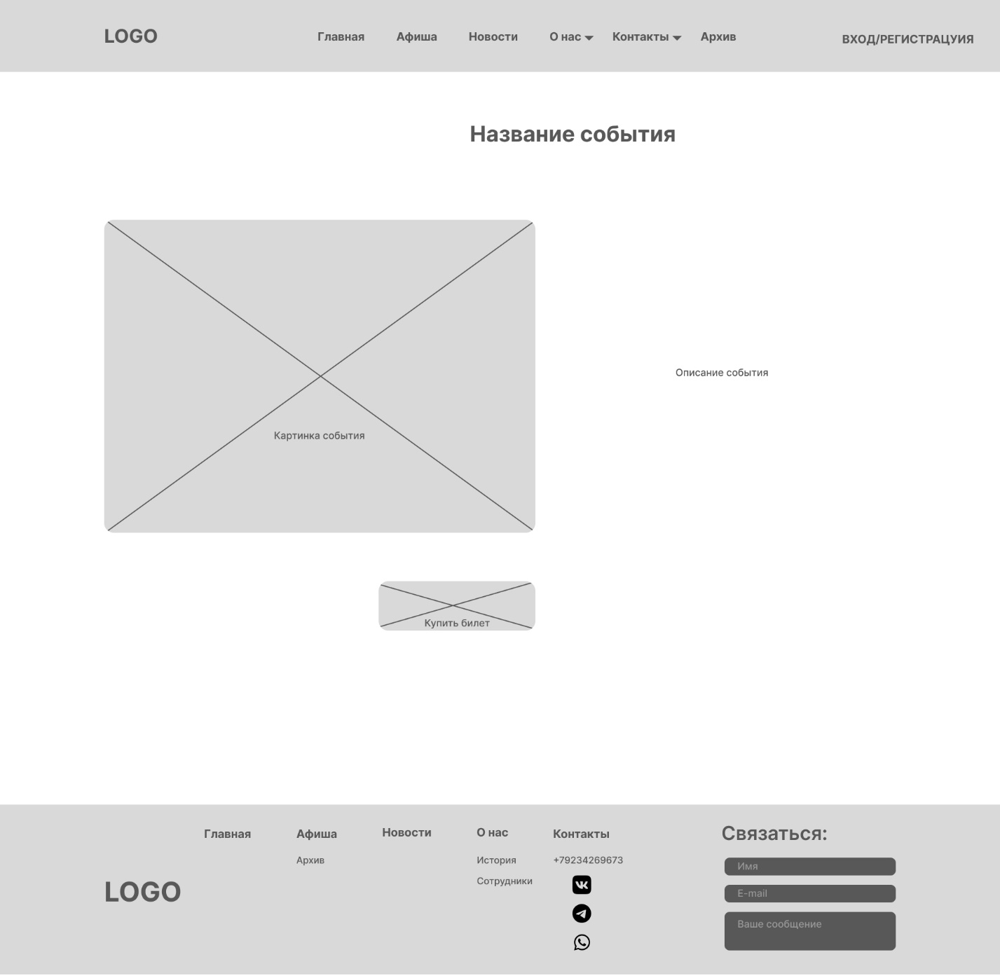 LOGO
Главная
Афиша
Новости
О нас
Контакты
Архив
ВХОД/РЕГИСТРАЦУИЯ
Название события
Картинка события
Описание события
Купить билет
LOGO
Главная
Афиша
Архив
Новости
О нас
История
Сотрудники
Контакты
+79234269673
Связаться:
Имя
E-mail
Ваше сообщение